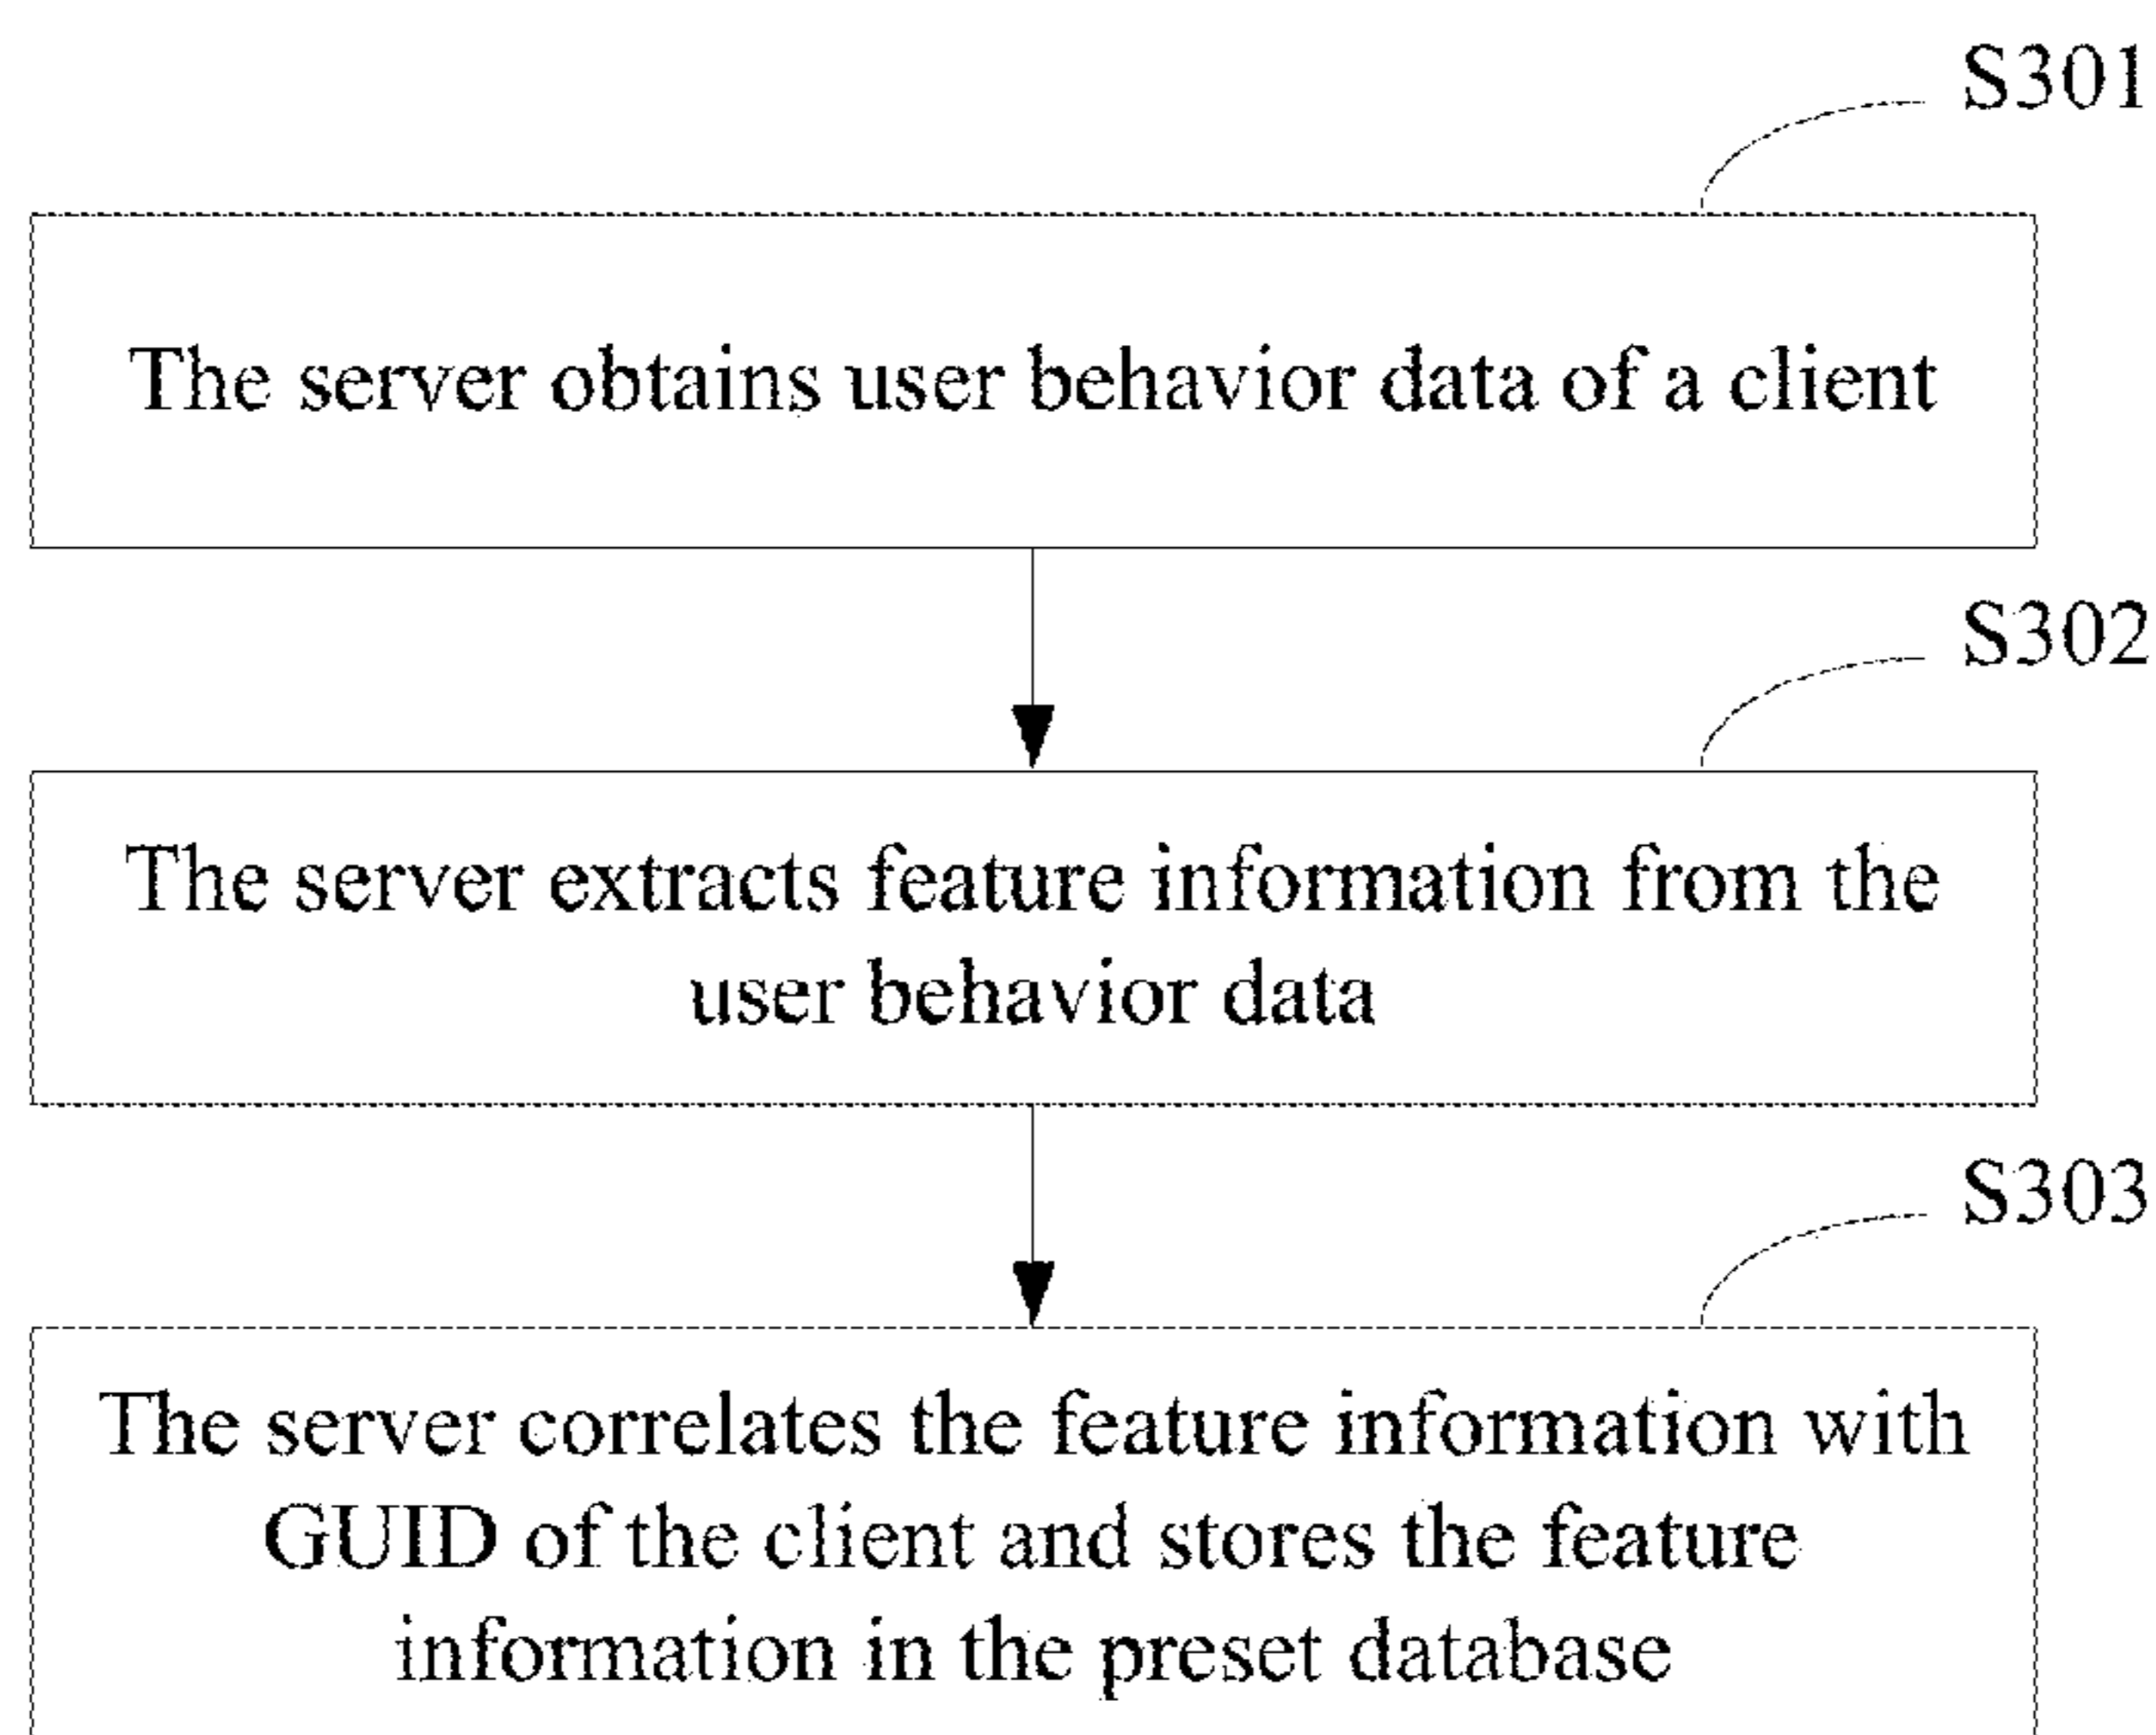 S301
The server obtains user behavior data of a client
S302
The server extracts feature information from the
user behavior data
S303
The server correlates the feature information with
GUID of the client and stores the feature
information in the preset database